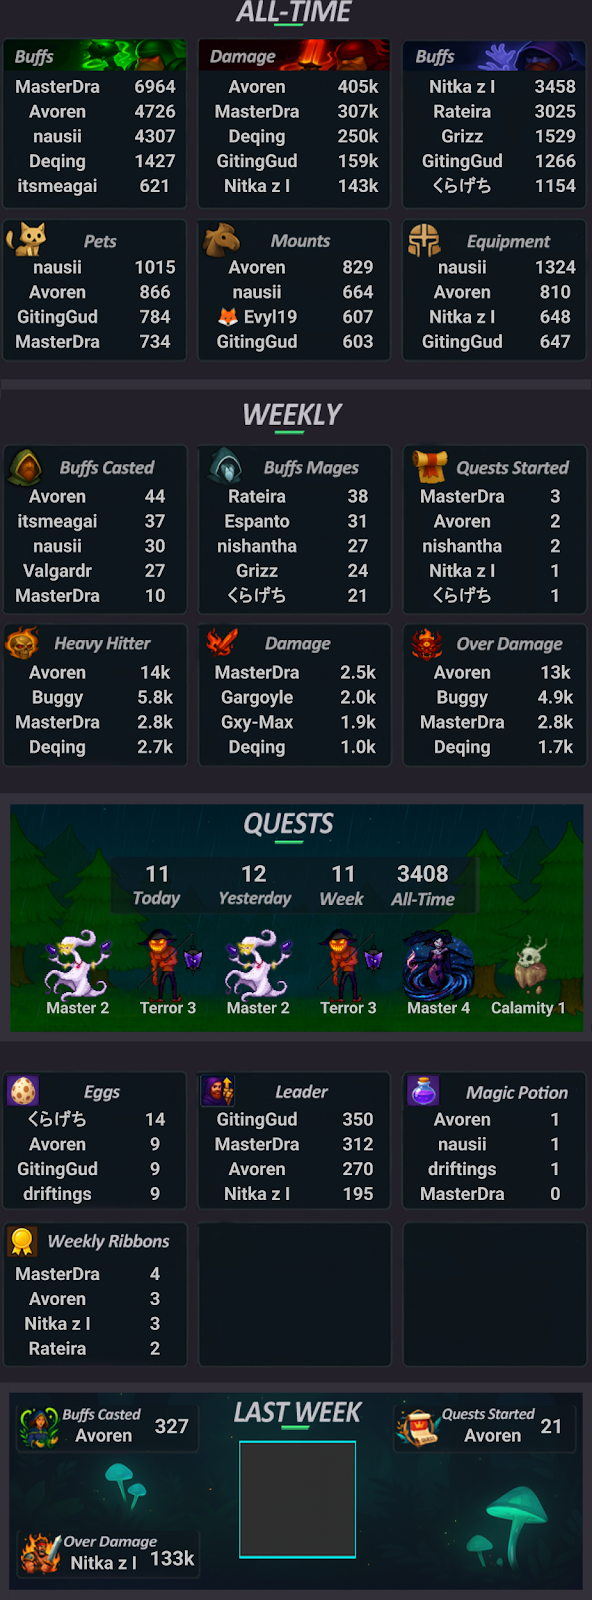 ALL-TIME
Buffs
MasterDra 6964
Avoren 4726
nausii 4307
Deqing 1427
itsmeagai 621
Damage
Avoren 405k
MasterDra 307k
Deqing 250k
GitingGud 159k
Nitka z l 143k
Buffs
Nitka z l 3458
Rateira 3025
Grizz 1529
GitingGud 1266
くらげち 1154
Pets
nausii 1015
Avoren 866
GitingGud 784
MasterDra 734
Mounts
Avoren 829
nausii 664
🦊 Evyl19 607
GitingGud 603
Equipment
nausii 1324
Avoren 810
Nitka z l 648
GitingGud 647
WEEKLY
Buffs Casted
Avoren 44
itsmeagai 37
nausii 30
Valgardr 27
MasterDra 10
Buffs Mages
Rateira 38
Espanto 31
nishantha 27
Grizz 24
くらげち 21
Quests Started
MasterDra 3
Avoren 2
nishantha 2
Nitka z l 1
くらげち 1
Heavy Hitter
Avoren 14k
Buggy 5.8k
MasterDra 2.8k
Deqing 2.7k
Damage
MasterDra 2.5k
Gargoyle 2.0k
Gxy-Max 1.9k
Deqing 1.0k
Over Damage
Avoren 13k
Buggy 4.9k
MasterDra 2.8k
Deqing 1.7k
QUESTS
11 12 11 3408
Today Yesterday Week All-Time
Master 2 Terror 3 Master 2 Terror 3 Master 4 Calamity 1
Eggs
くらげち 14
Avoren 9
GitingGud 9
driftings 9
Leader
GitingGud 350
MasterDra 312
Avoren 270
Nitka z l 195
Magic Potion
Avoren 1
nausii 1
driftings 1
MasterDra 0
Weekly Ribbons
MasterDra 4
Avoren 3
Nitka z l 3
Rateira 2
LAST WEEK
Buffs Casted
Avoren 327
Quests Started
Avoren 21
Over Damage
Nitka z l 133k